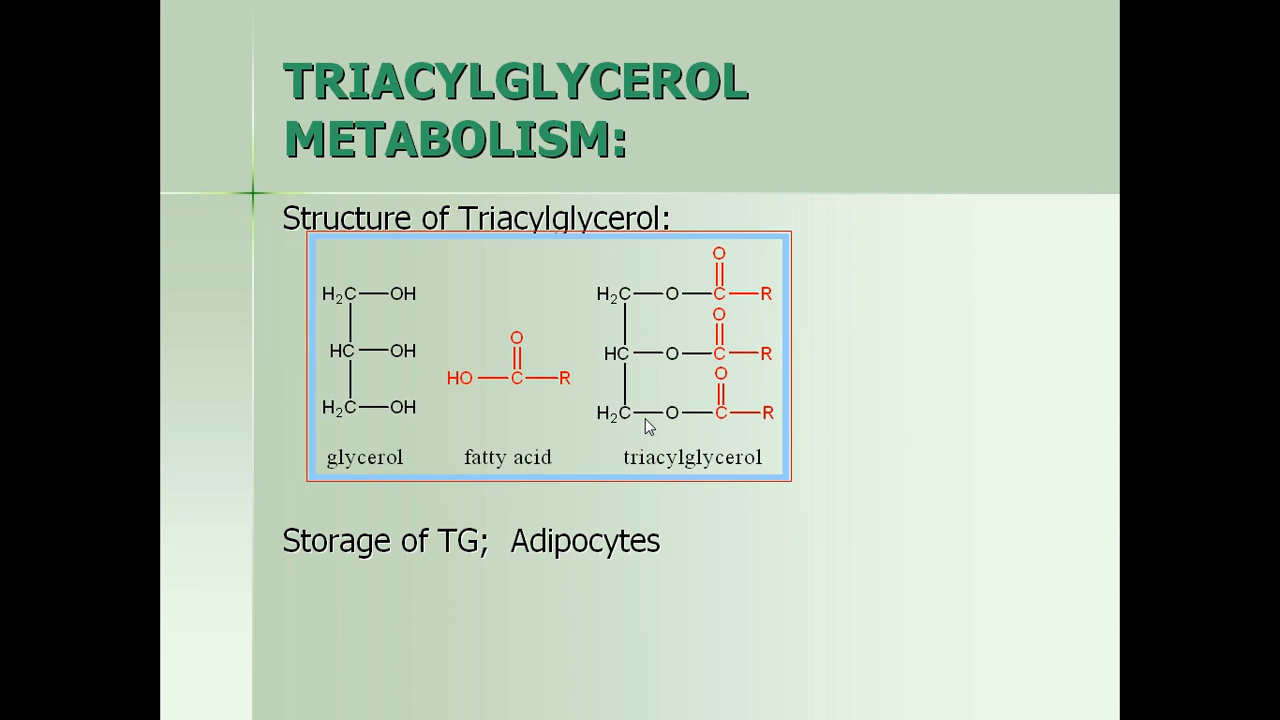 TRIACYLGLYCEROL
METABOLISM:
Structure of Triacylglycerol:
O
H₂C OH H₂C O C R
O
HC OH O HC O C R
HO C R O
H₂C OH H₂C O C R
glycerol fatty acid triacylglycerol
Storage of TG; Adipocytes